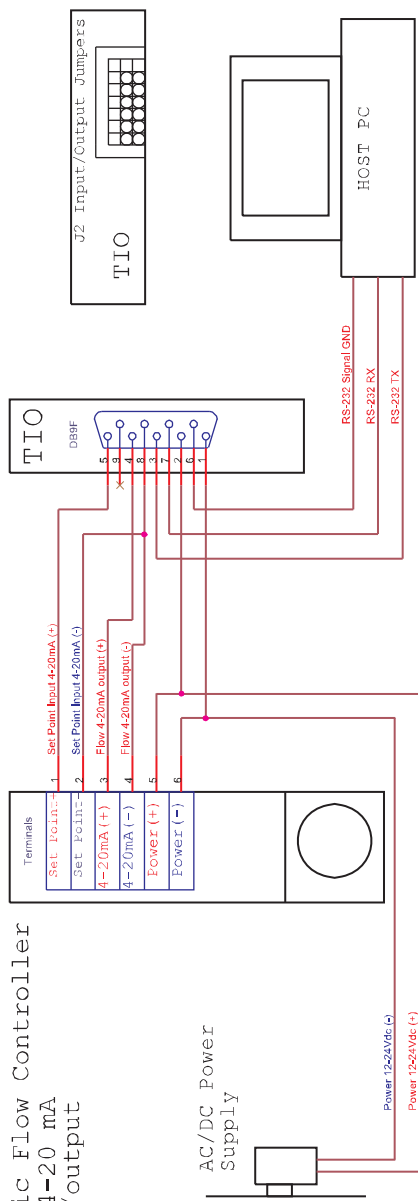 ic Flow Controller
4-20 mA
/output
AC/DC Power
Supply
Power 12-24Vdc (-)
Power 12-24Vdc (+)
Terminals
Set Point+
Set Point-
4-20mA(+)
4-20mA(-)
Power(+)
Power(-)
1
2
3
4
5
6
Set Point Input 4-20mA (+)
Set Point Input 4-20mA (-)
Flow 4-20mA output (+)
Flow 4-20mA output (-)
TIO
DB9F
5
9
4
8
3
7
2
6
1
RS-232 Signal GND
RS-232 RX
RS-232 TX
J2 Input/Output Jumpers
TIO
HOST PC